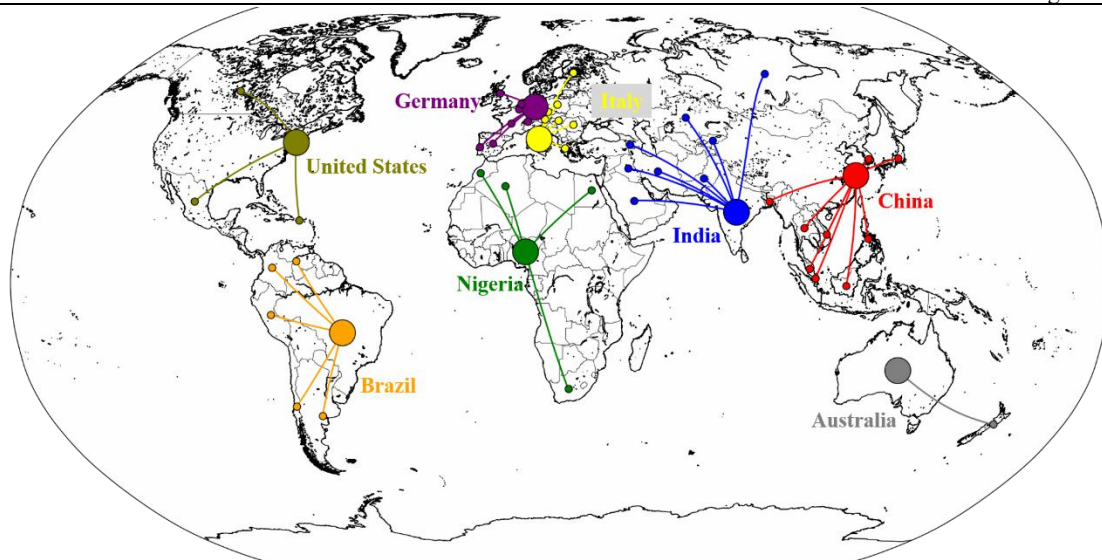 Germany
Italy
United States
China
India
Nigeria
Brazil
Australia